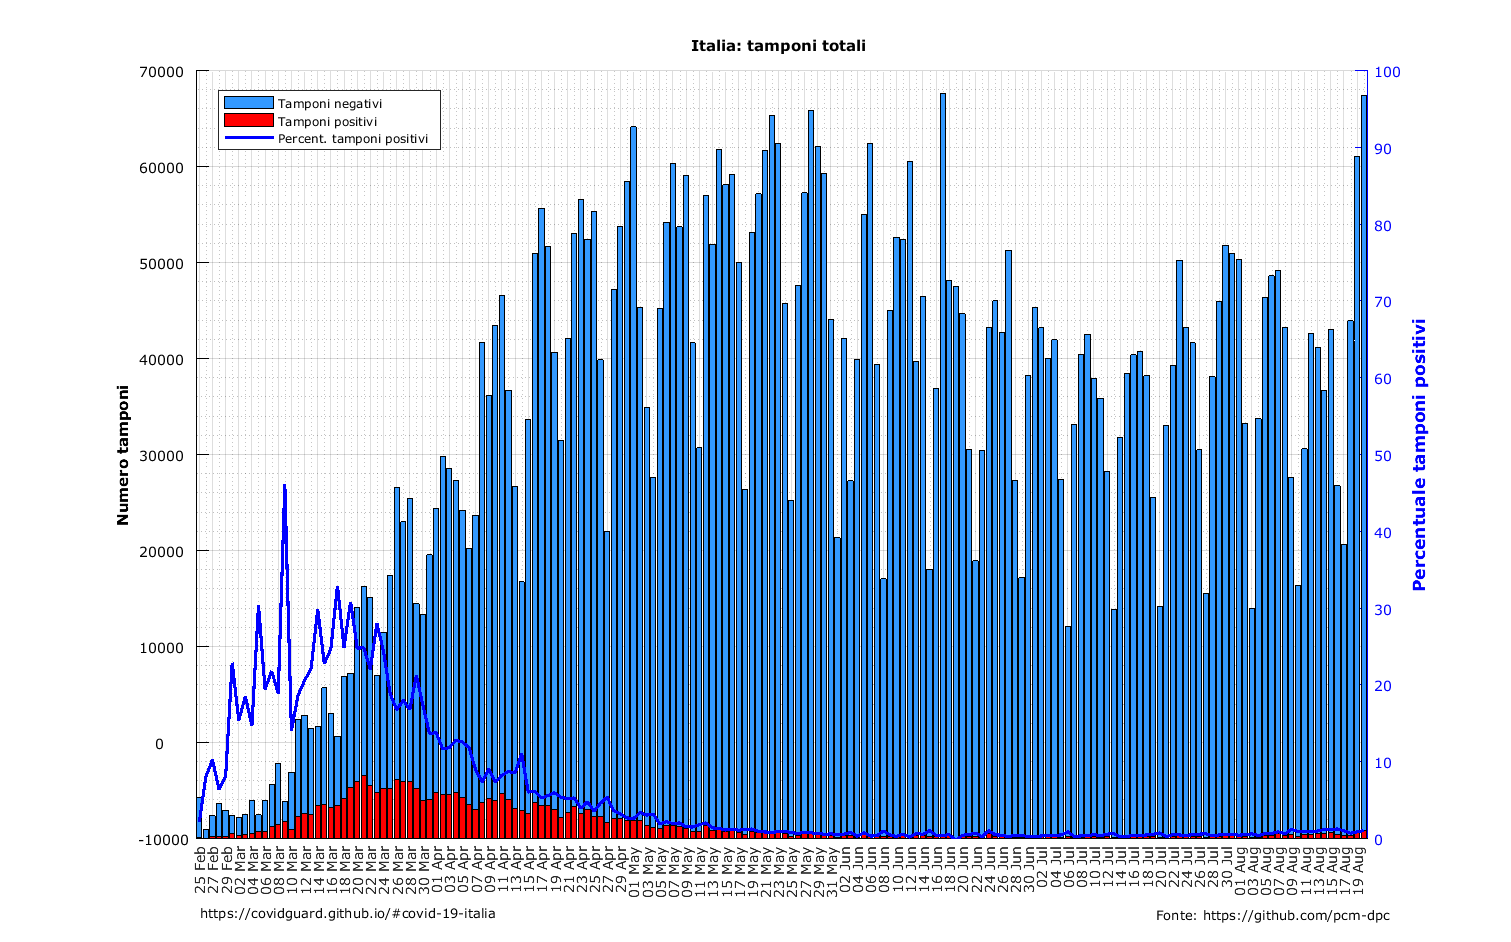 Italia: tamponi totali
70000
60000
50000
40000
30000
20000
10000
0
-10000
Numero tamponi
Tamponi negativi
Tamponi positivi
Percent. tamponi positivi
100
90
80
70
60
50
40
30
20
10
0
Percentuale tamponi positivi
25 Feb
27 Feb
29 Feb
02 Mar
04 Mar
06 Mar
08 Mar
10 Mar
12 Mar
14 Mar
16 Mar
18 Mar
20 Mar
22 Mar
24 Mar
26 Mar
28 Mar
30 Mar
01 Apr
03 Apr
05 Apr
07 Apr
09 Apr
11 Apr
13 Apr
15 Apr
17 Apr
19 Apr
21 Apr
23 Apr
25 Apr
27 Apr
29 Apr
01 May
03 May
05 May
07 May
09 May
11 May
13 May
15 May
17 May
19 May
21 May
23 May
25 May
27 May
29 May
31 May
02 Jun
04 Jun
06 Jun
08 Jun
10 Jun
12 Jun
14 Jun
16 Jun
18 Jun
20 Jun
22 Jun
24 Jun
26 Jun
28 Jun
30 Jun
02 Jul
04 Jul
06 Jul
08 Jul
10 Jul
12 Jul
14 Jul
16 Jul
18 Jul
20 Jul
22 Jul
24 Jul
26 Jul
28 Jul
30 Jul
01 Aug
03 Aug
05 Aug
07 Aug
09 Aug
11 Aug
13 Aug
15 Aug
17 Aug
19 Aug
https://covidguard.github.io/#covid-19-italia
Fonte: https://github.com/pcm-dpc